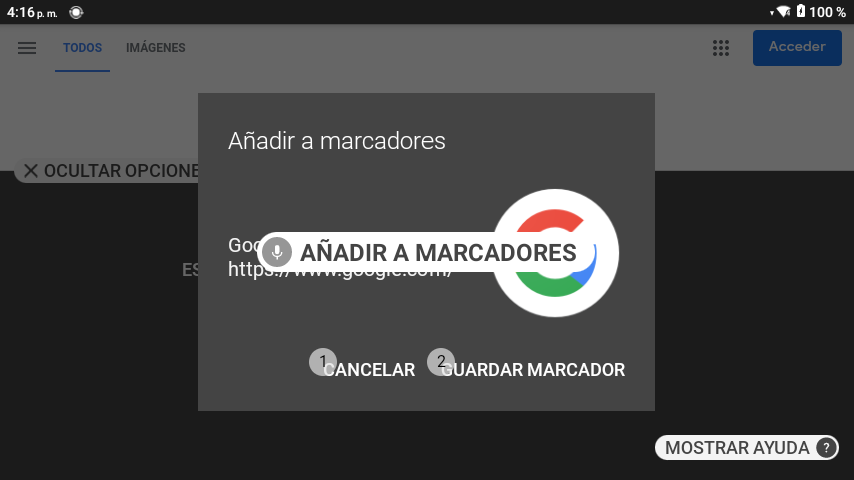 4:16 p. m.
100 %
TODOS
IMÁGENES
Acceder
Añadir a marcadores
OCULTAR OPCIONE
Goo
AÑADIR A MARCADORES
https://www.google.com/
ES
1
CANCELAR
2
GUARDAR MARCADOR
MOSTRAR AYUDA ?